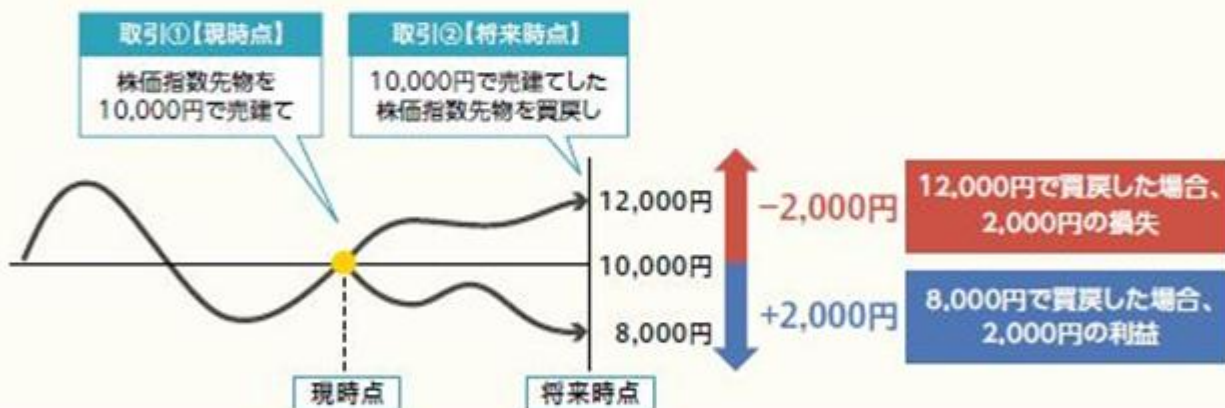 取引①【現時点】
株価指数先物を
10,000円で売建て
取引②【将来時点】
10,000円で売建てした
株価指数先物を買戻し
12,000円
10,000円
8,000円
−2,000円
+2,000円
12,000円で買戻した場合、
2,000円の損失
8,000円で買戻した場合、
2,000円の利益
現時点
将来時点